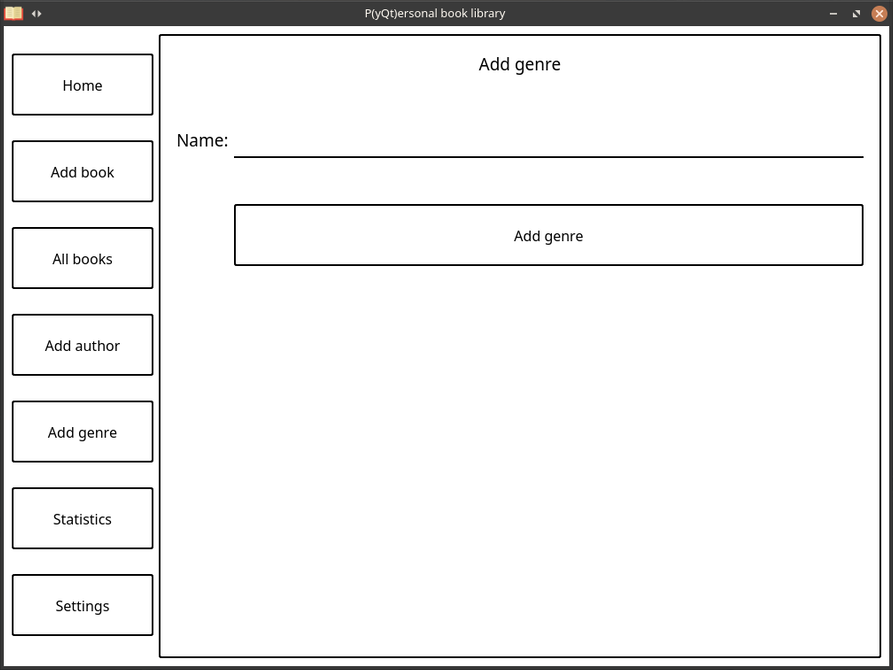 P(yQt)ersonal book library
Home
Add book
All books
Add author
Add genre
Statistics
Settings
Add genre
Name:
Add genre